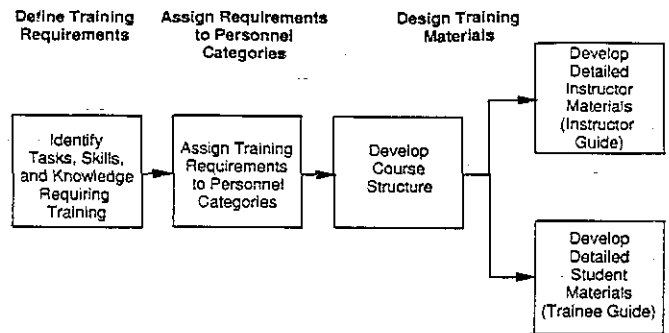 Define Training
Requirements
Assign Requirements
to Personnel
Categories
Design Training
Materials
Identify
Tasks, Skills,
and Knowledge
Requiring
Training
Assign Training
Requirements
to Personnel
Categories
Develop
Course
Structure
Develop
Detailed
Instructor
Materials
(Instructor
Guide)
Develop
Detailed
Student
Materials
(Trainee Guide)